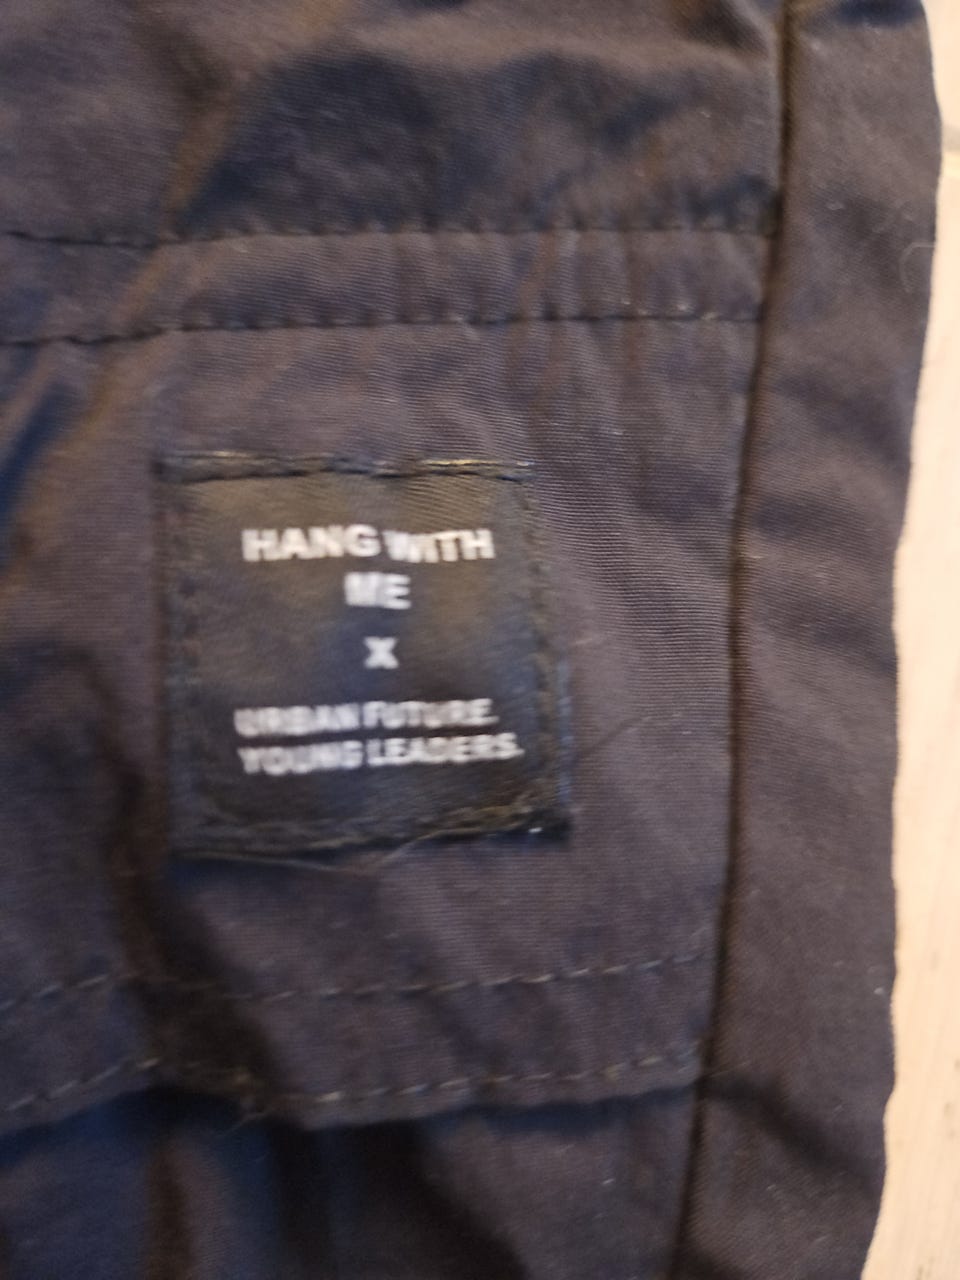 HANG WITH
ME
X
URBAN FUTURE.
YOUNG LEADERS.